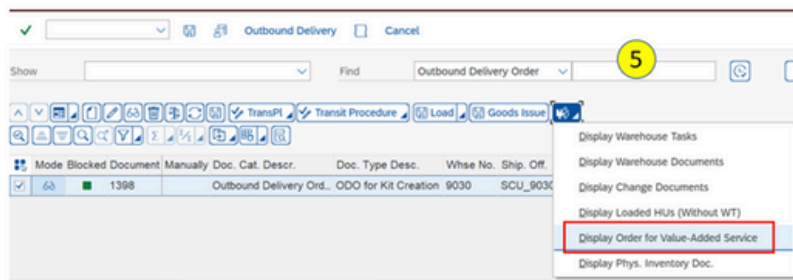 Outbound Delivery Cancel
Show Find Outbound Delivery Order 5
TransPl Transit Procedure Load Goods Issue
Mode Blocked Document Manually Doc. Cat. Descr. Doc. Type Desc. Whse No. Ship. Off.
1398 Outbound Delivery Ord.. ODO for Kit Creation 9030 SCU_9030
Display Warehouse Tasks
Display Warehouse Documents
Display Change Documents
Display Loaded HUs (Without WT)
Display Order for Value-Added Service
Display Phys. Inventory Doc.